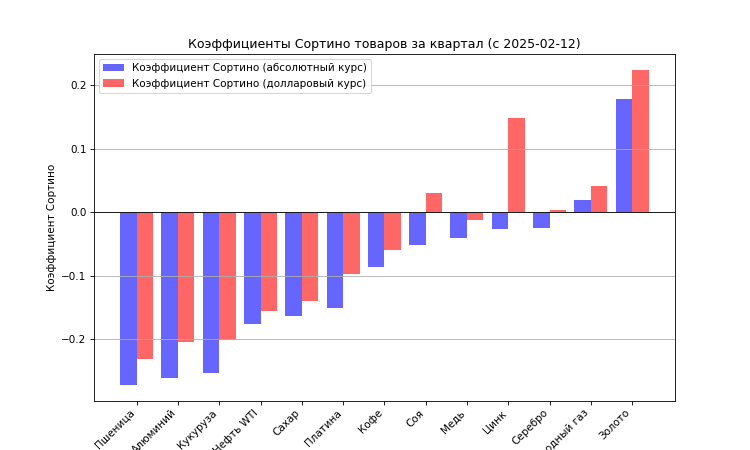 Коэффициенты Сортино товаров за квартал (с 2025-02-12)
Коэффициент Сортино (абсолютный курс)
Коэффициент Сортино (долларовый курс)
Коэффициент Сортино
0.2
0.1
0.0
−0.1
−0.2
Пшеница
Алюминий
Кукуруза
Нефть WTI
Сахар
Платина
Кофе
Соя
Медь
Цинк
Серебро
одный газ
Золото